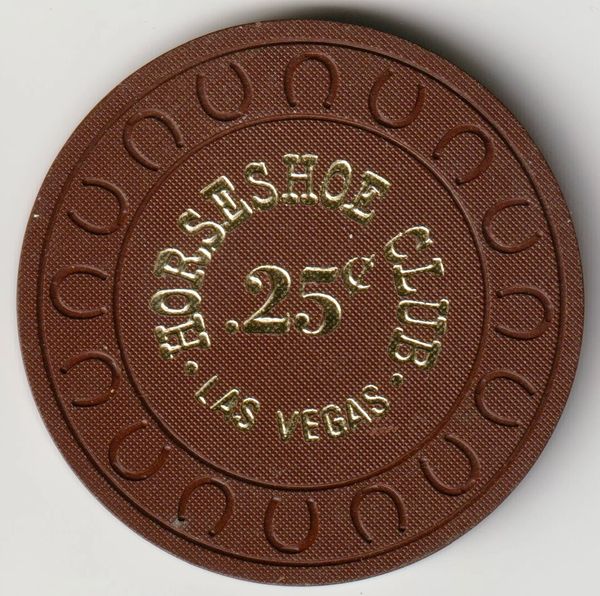 HORSESHOE CLUB
.25¢
LAS VEGAS